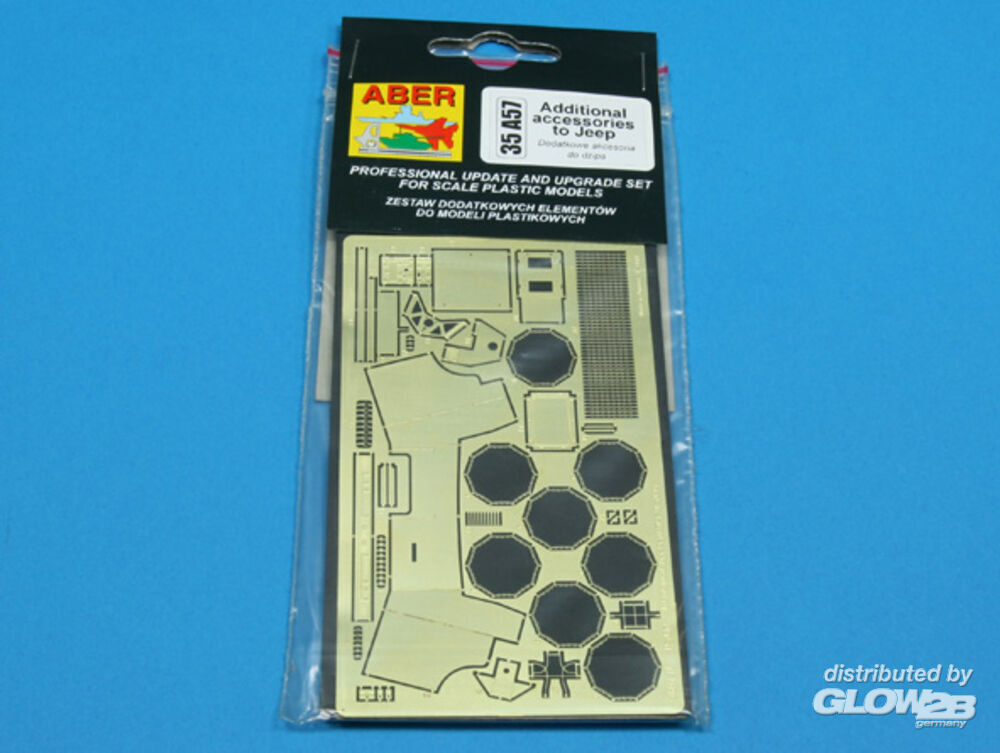 ABER
35 A57
Additional
accessories
to Jeep
Dodatkowe akcesoria
do dżipa
PROFESSIONAL UPDATE AND UPGRADE SET
FOR SCALE PLASTIC MODELS
ZESTAW DODATKOWYCH ELEMENTÓW
DO MODELI PLASTIKOWYCH
distributed by
GLOW2B
germany